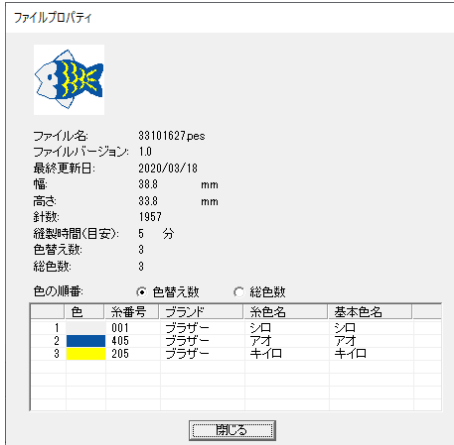 ファイルプロパティ
ファイル名: 33101627.pes
ファイルバージョン: 1.0
最終更新日: 2020/03/18
幅: 38.8 mm
高さ: 33.8 mm
針数: 1957
縫製時間(目安): 5 分
色替え数: 3
総色数: 3
色の順番: 色替え数 総色数
色 糸番号 ブランド 糸色名 基本色名
1 001 ブラザー シロ シロ
2 405 ブラザー アオ アオ
3 205 ブラザー キイロ キイロ
閉じる